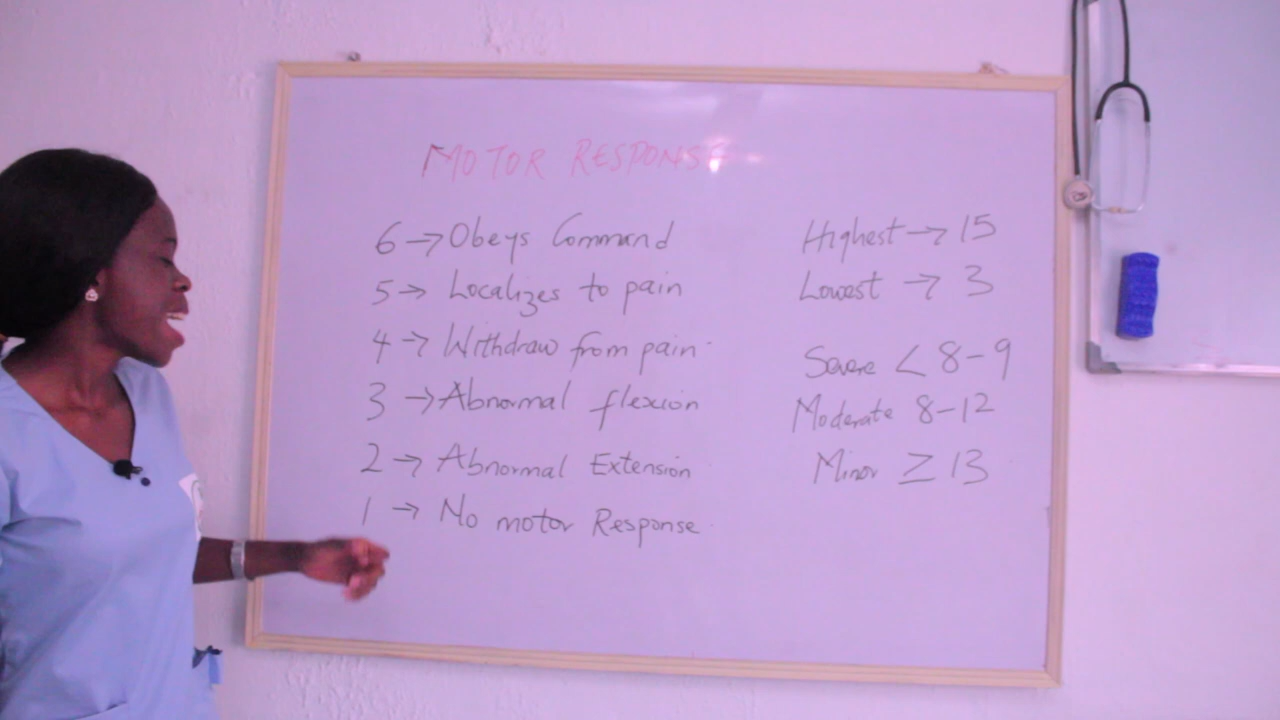 MOTOR RESPONSE
6 → Obeys Command
5 → Localizes to pain
4 → Withdraw from pain
3 → Abnormal flexion
2 → Abnormal Extension
1 → No motor Response
Highest → 15
Lowest → 3
Severe < 8-9
Moderate 8-12
Minor ≥ 13